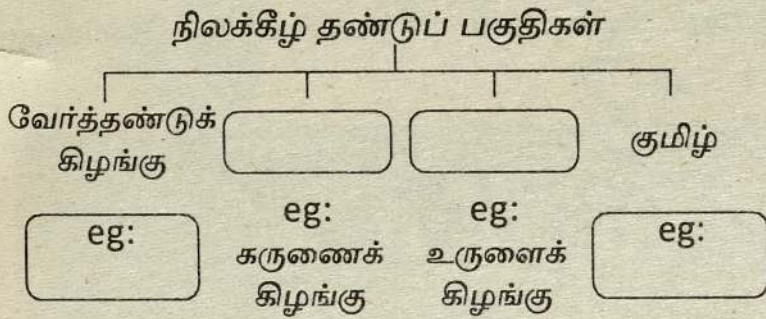 நிலக்கீழ் தண்டுப் பகுதிகள்
வேர்த்தண்டுக்
கிழங்கு
குமிழ்
eg:
eg:
கருணைக்
கிழங்கு
eg:
உருளைக்
கிழங்கு
eg: